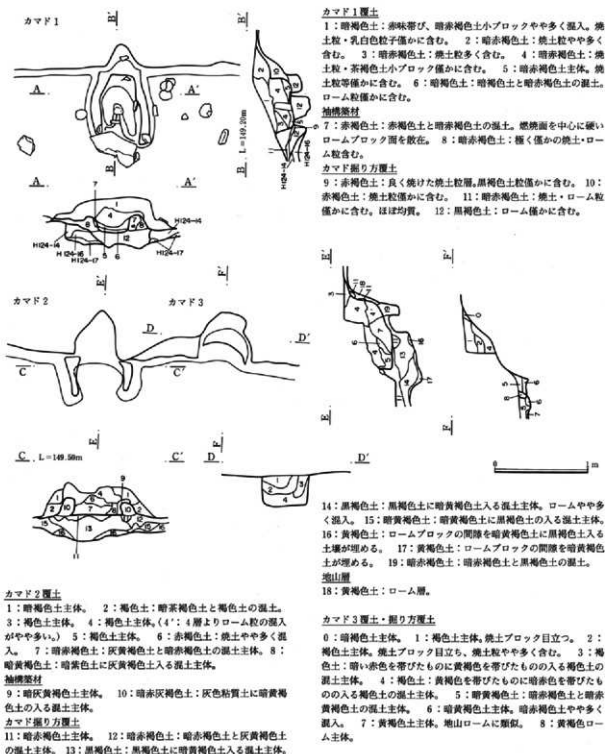 カマド1
カマド1覆土
1：暗褐色土：赤味帯び、暗赤褐色土小ブロックやや多く混入。焼
土粒・乳白色粒子僅かに含む。 2：暗赤褐色土：焼土粒やや多く
含む。 3：暗赤褐色土：焼土粒多く含む。 4：暗赤褐色土：焼
土粒・茶褐色土小ブロック僅かに含む。 5：暗赤褐色土主体。焼
土粒等僅かに含む。 6：暗褐色土：暗褐色土と暗赤褐色土の混土。
ローム粒僅かに含む。
袖構築材
7：赤褐色土：赤褐色土と暗赤褐色土の混土。燃焼面を中心に硬い
ロームブロック面を散在。 8：暗赤褐色土：極く僅かの焼土・ロー
ム粒含む。
カマド掘り方覆土
9：赤褐色土：良く焼けた焼土粒層。黒褐色土粒僅かに含む。 10：
赤褐色土：焼土粒僅かに含む。 11：暗赤褐色土：焼土・ローム粒
僅かに含む。ほぼ均質。 12：黒褐色土：ローム僅かに含む。
B′
B′
A
A′
B
B L=149.20m
H124-14
H124-16
A
A′
H124-14
H124-14
H124-16
H124-17
H124-17
カマド2
E′
カマド3
F′
D
D′
C
C′
E
F
E′
F′
E
F
C L=149.50m
C′
D
D′
0
1m
14：黒褐色土：黒褐色土に暗黄褐色土入る混土主体。ロームやや多
く混入。 15：暗黄褐色土：暗黄褐色土に黒褐色土の入る混土主体。
16：黄褐色土：ロームブロックの間隙を暗黄褐色土に黒褐色土入る
土壌が埋める。 17：黄褐色土：ロームブロックの間隙を暗黄褐色
土が埋める。 19：暗赤褐色土：暗赤褐色土と黒褐色土の混土。
地山層
18：黄褐色土：ローム層。
カマド2覆土
1：暗褐色土主体。 2：褐色土：暗茶褐色土と褐色土の混土。
3：褐色土主体。 4：褐色土主体。(4′：4層よりローム粒の混入
がやや多い。) 5：褐色土主体。 6：赤褐色土：焼土やや多く混
入。 7：暗赤褐色土：灰黄褐色土と暗赤褐色土の混土主体。 8：
暗黄褐色土：暗紫色土に灰黄褐色土入る混土主体。
袖構築材
9：暗灰黄褐色土主体。 10：暗赤灰褐色土：灰色粘質土に暗黄褐
色土の入る混土主体。
カマド掘り方覆土
11：暗赤褐色土主体。 12：暗赤褐色土：暗赤褐色土と灰黄褐色土
の混土主体。 13：黒褐色土：黒褐色土に暗黄褐色土入る混土主体。
カマド3覆土・掘り方覆土
0：暗褐色土主体。 1：褐色土主体。焼土ブロック目立つ。 2：
褐色土主体。焼土ブロック目立ち、焼土粒やや多く含む。 3：褐
色土：暗い赤色を帯びたものに黄褐色を帯びたものの入る褐色土の
混土主体。 4：褐色土：黄褐色を帯びたものに暗赤色を帯びたも
のの入る褐色土の混土主体。 5：暗黄褐色土：暗褐色土と暗赤
黄褐色土の混土主体。 6：暗黄褐色土主体。暗赤褐色土やや多く
混入。 7：黄褐色土主体。地山ロームに類似。 8：黄褐色ロー
ム主体。